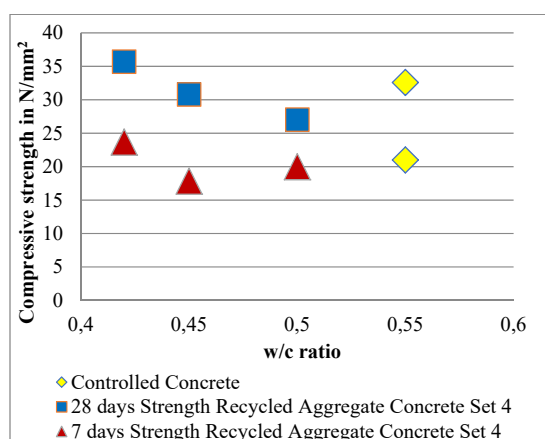 Compressive strength in N/mm²
40
35
30
25
20
15
10
5
0
0,4 0,45 0,5 0,55 0,6
w/c ratio
Controlled Concrete
28 days Strength Recycled Aggregate Concrete Set 4
7 days Strength Recycled Aggregate Concrete Set 4